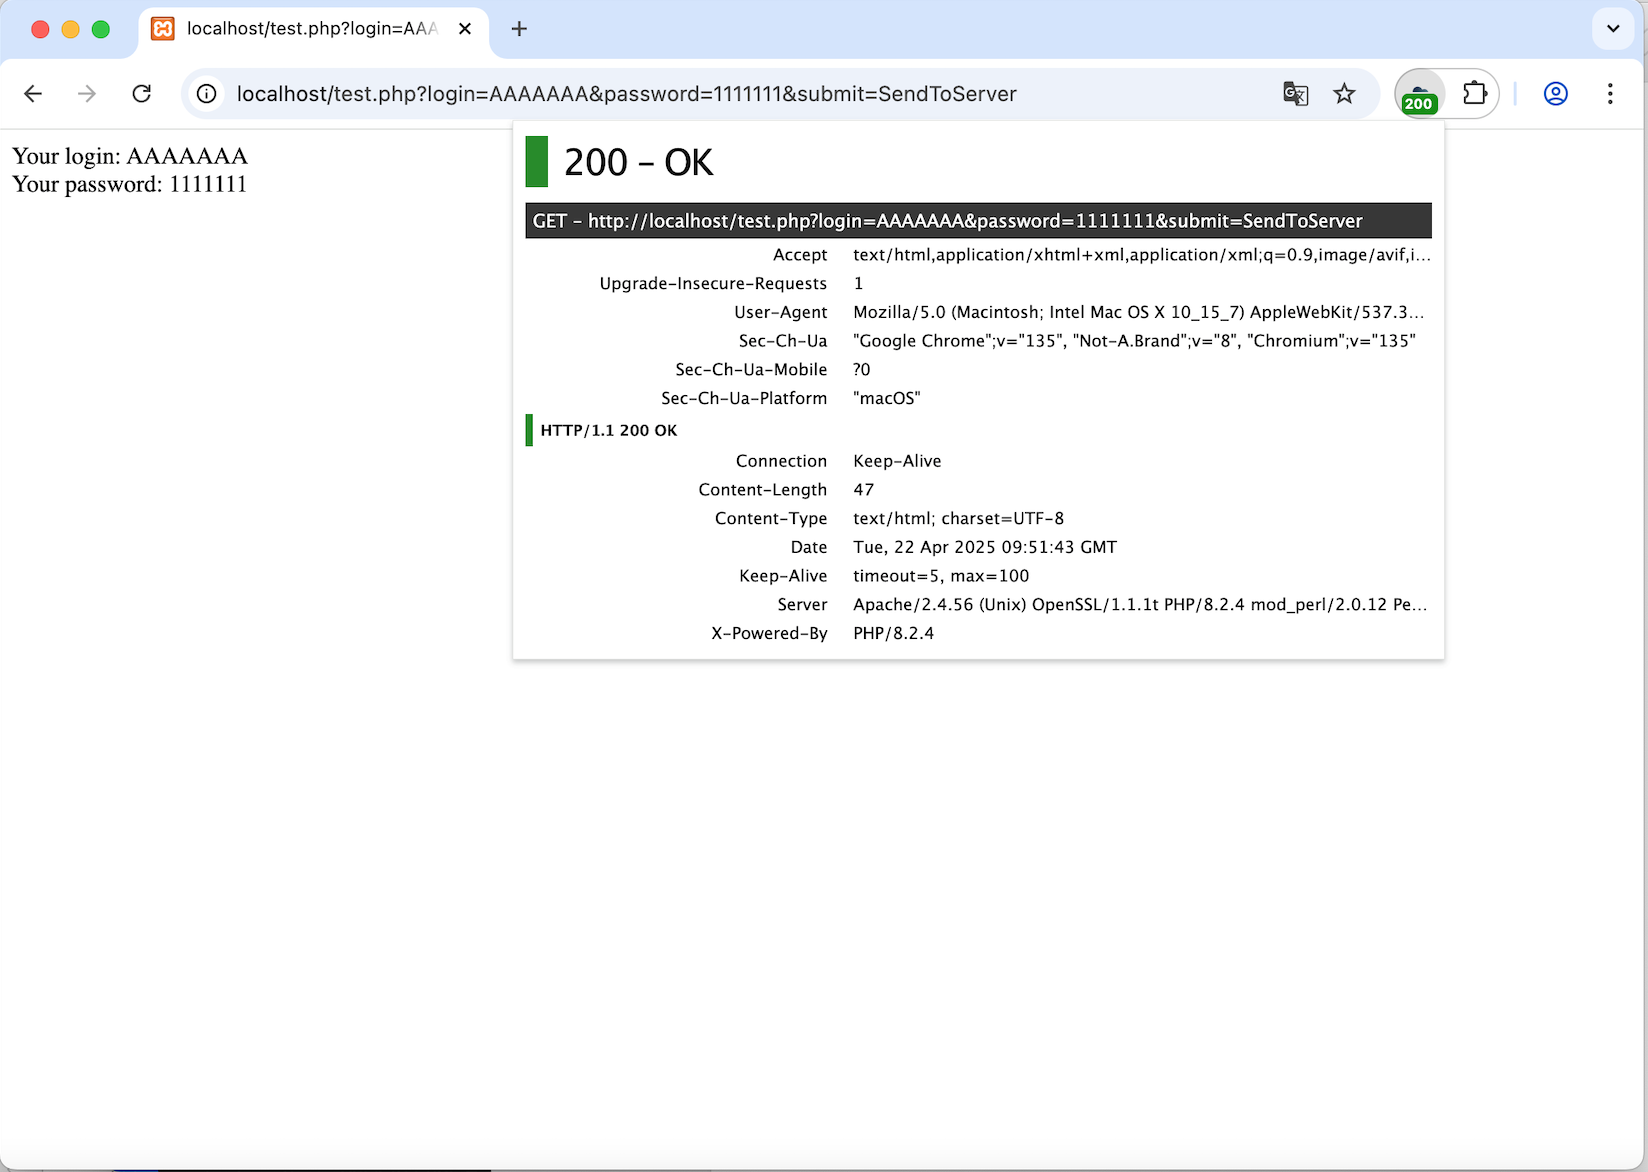 localhost/test.php?login=AAA
localhost/test.php?login=AAAAAAA&password=1111111&submit=SendToServer
200
Your login: AAAAAAA
Your password: 1111111
200 – OK
GET – http://localhost/test.php?login=AAAAAAA&password=1111111&submit=SendToServer
Accept text/html,application/xhtml+xml,application/xml;q=0.9,image/avif,i...
Upgrade-Insecure-Requests 1
User-Agent Mozilla/5.0 (Macintosh; Intel Mac OS X 10_15_7) AppleWebKit/537.3...
Sec-Ch-Ua "Google Chrome";v="135", "Not-A.Brand";v="8", "Chromium";v="135"
Sec-Ch-Ua-Mobile ?0
Sec-Ch-Ua-Platform "macOS"
HTTP/1.1 200 OK
Connection Keep-Alive
Content-Length 47
Content-Type text/html; charset=UTF-8
Date Tue, 22 Apr 2025 09:51:43 GMT
Keep-Alive timeout=5, max=100
Server Apache/2.4.56 (Unix) OpenSSL/1.1.1t PHP/8.2.4 mod_perl/2.0.12 Pe...
X-Powered-By PHP/8.2.4